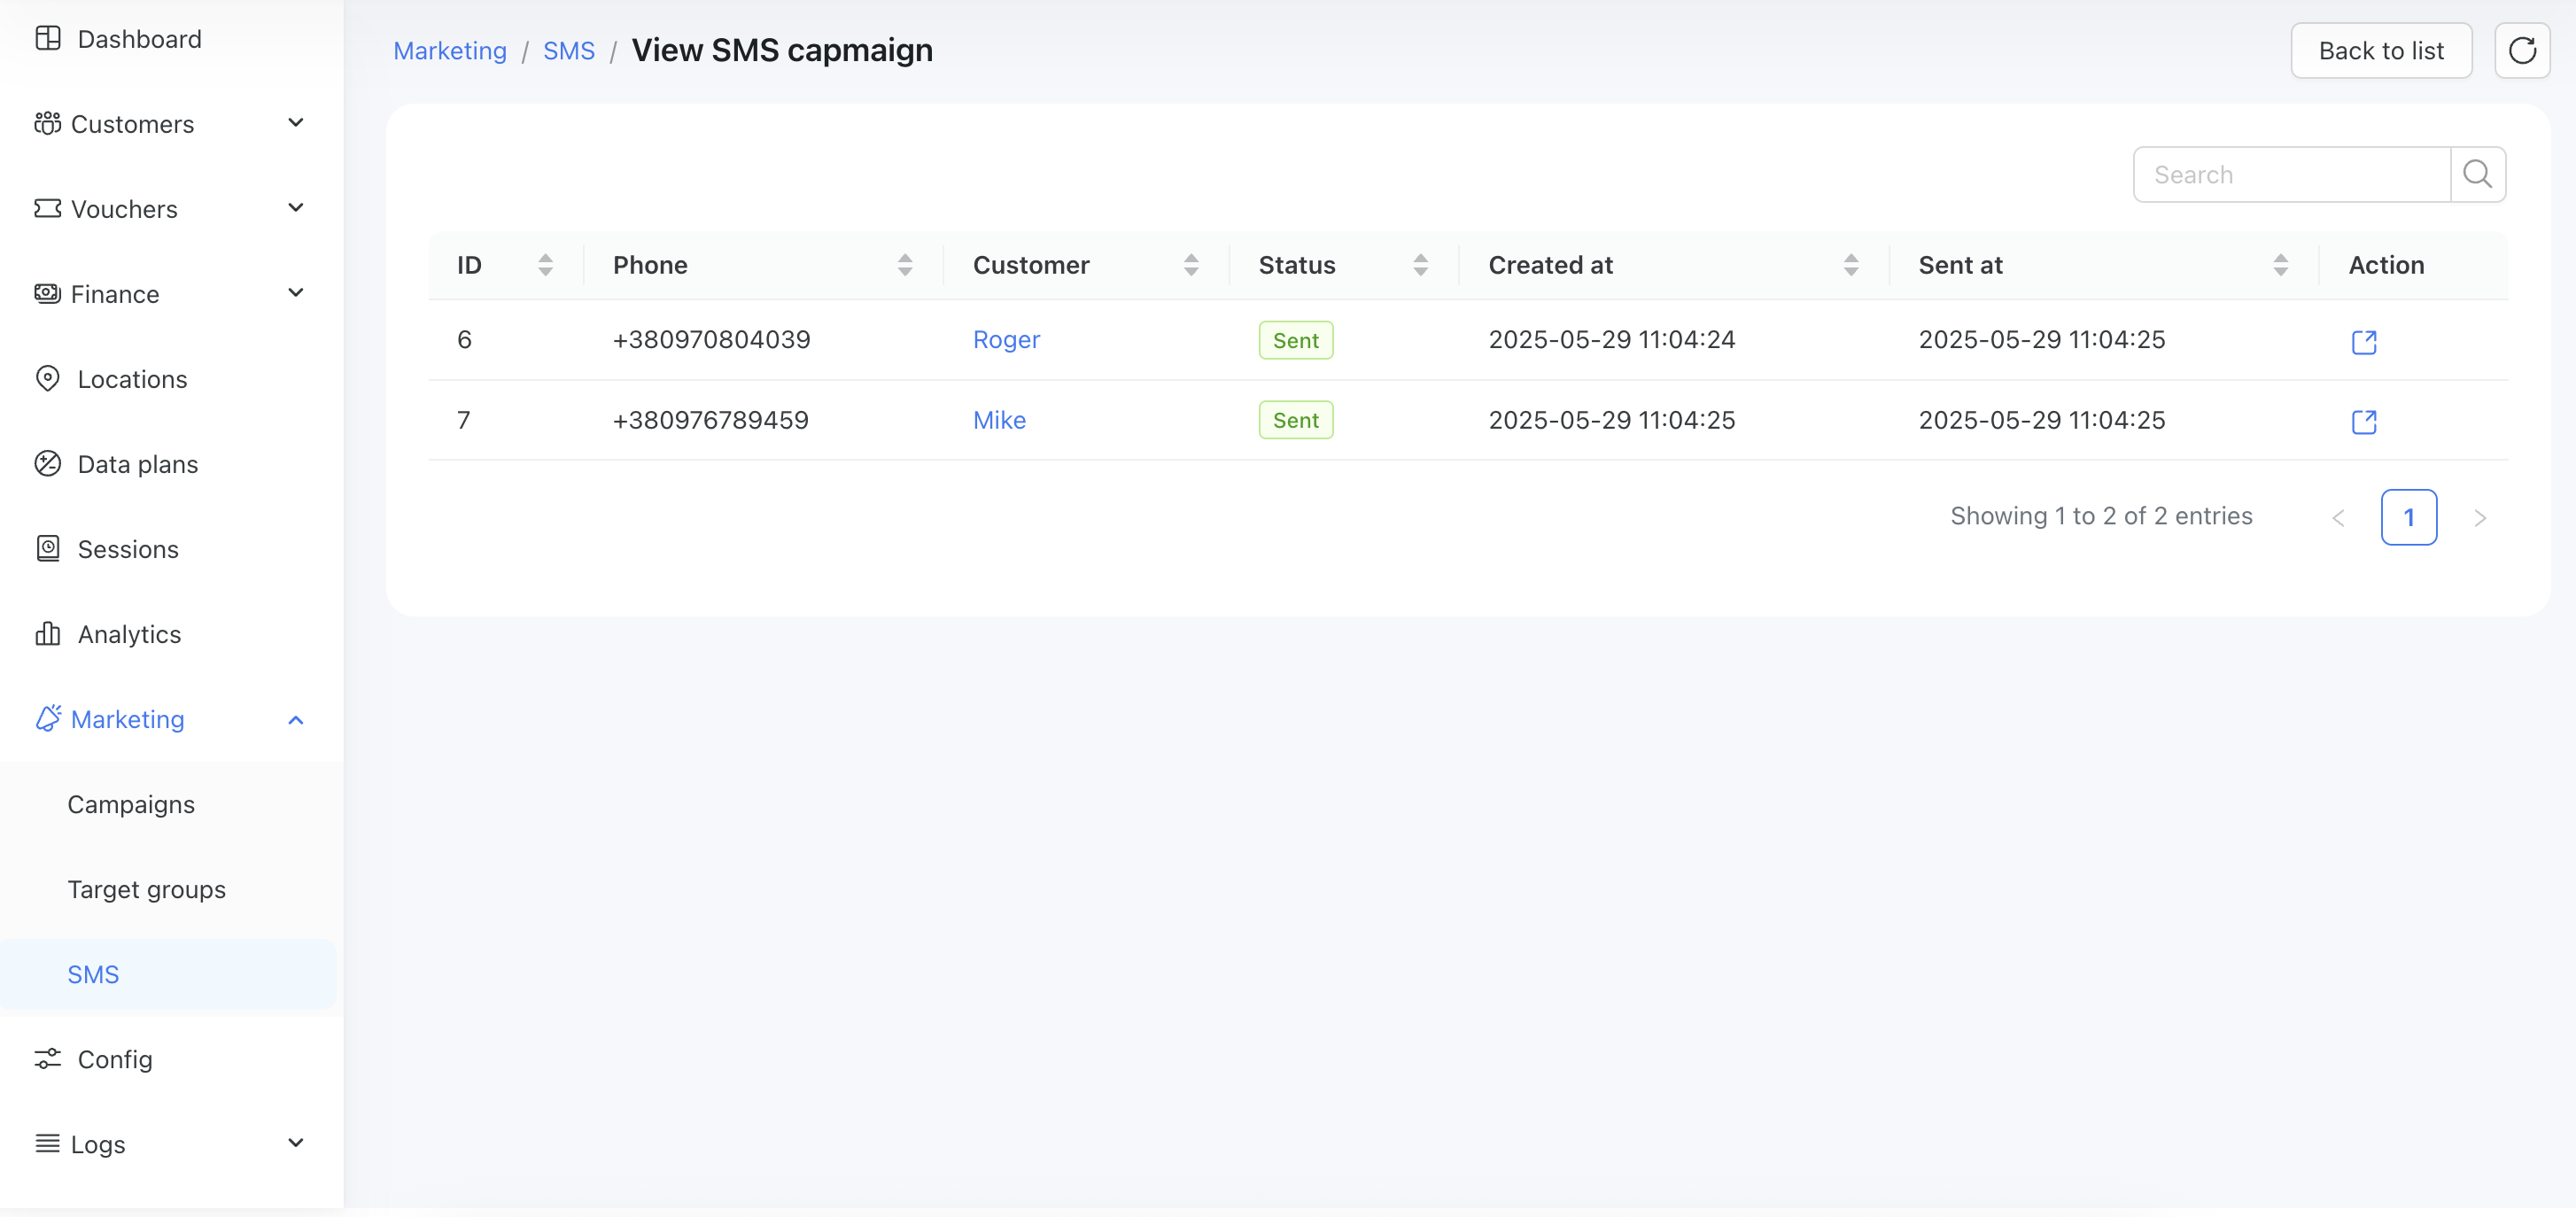 Dashboard
Customers
Vouchers
Finance
Locations
Data plans
Sessions
Analytics
Marketing
Campaigns
Target groups
SMS
Config
Logs
Marketing / SMS / View SMS capmaign
Back to list
Search
ID Phone Customer Status Created at Sent at Action
6 +380970804039 Roger Sent 2025-05-29 11:04:24 2025-05-29 11:04:25
7 +380976789459 Mike Sent 2025-05-29 11:04:25 2025-05-29 11:04:25
Showing 1 to 2 of 2 entries < 1 >